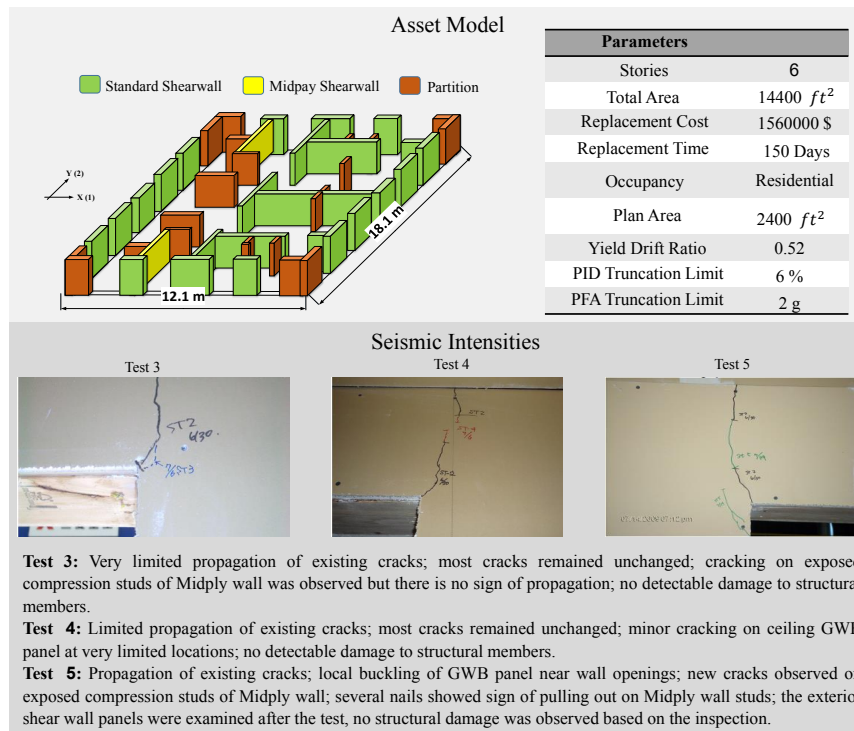 Asset Model
Standard Shearwall
Midpay Shearwall
Partition
Y (2)
X (1)
18.1 m
12.1 m
Parameters
Stories 6
Total Area 14400 ft²
Replacement Cost 1560000 $
Replacement Time 150 Days
Occupancy Residential
Plan Area 2400 ft²
Yield Drift Ratio 0.52
PID Truncation Limit 6 %
PFA Truncation Limit 2 g
Seismic Intensities
Test 3
Test 4
Test 5
ST2
6/30.
Test 3: Very limited propagation of existing cracks; most cracks remained unchanged; cracking on exposed
compression studs of Midply wall was observed but there is no sign of propagation; no detectable damage to structural
members.
Test 4: Limited propagation of existing cracks; most cracks remained unchanged; minor cracking on ceiling GWB
panel at very limited locations; no detectable damage to structural members.
Test 5: Propagation of existing cracks; local buckling of GWB panel near wall openings; new cracks observed on
exposed compression studs of Midply wall; several nails showed sign of pulling out on Midply wall studs; the exterior
shear wall panels were examined after the test, no structural damage was observed based on the inspection.